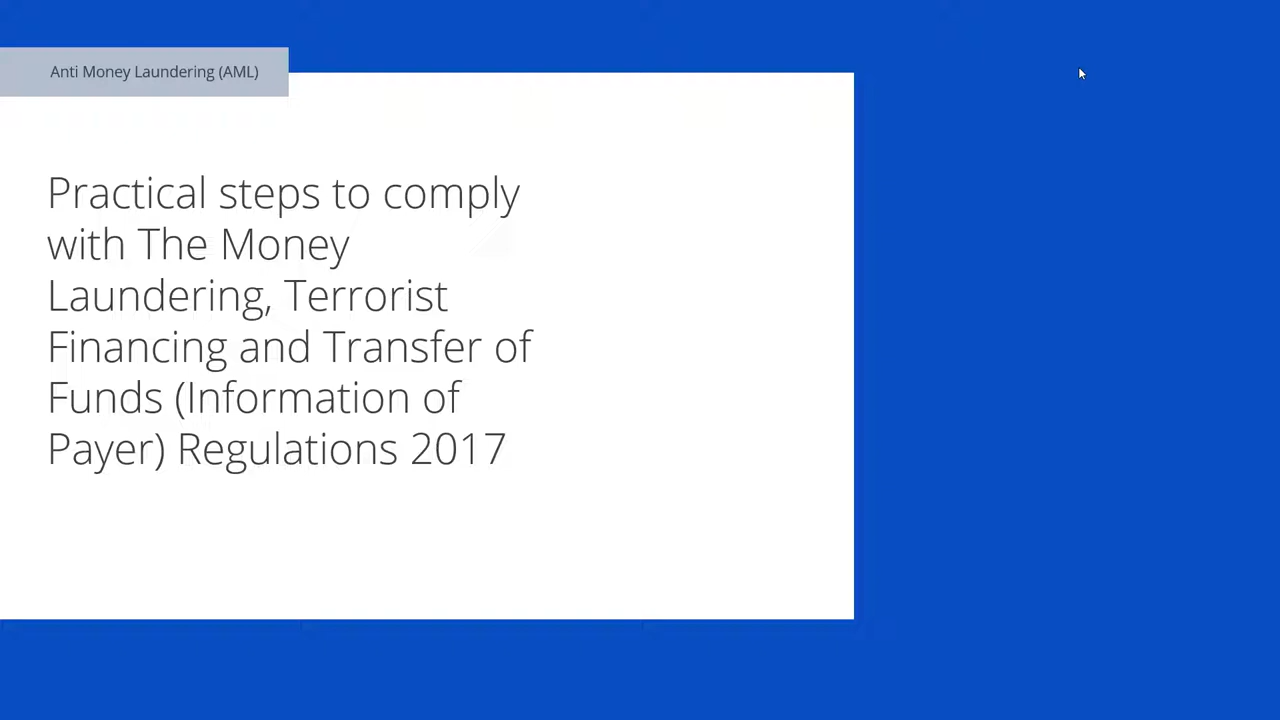 Anti Money Laundering (AML)
Practical steps to comply
with The Money
Laundering, Terrorist
Financing and Transfer of
Funds (Information of
Payer) Regulations 2017